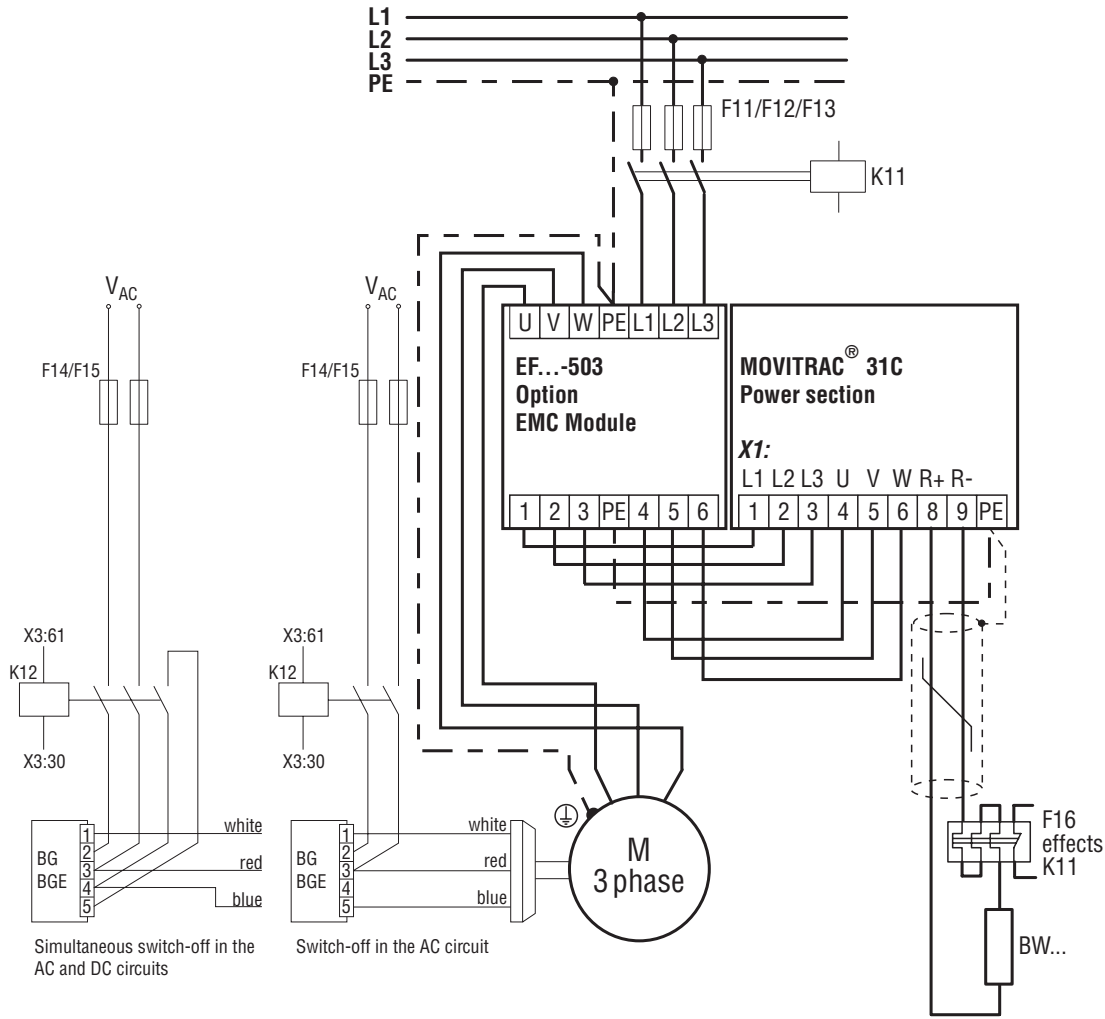 L1
L2
L3
PE
F11/F12/F13
K11
VAC
VAC
U V W PE L1 L2 L3
EF...-503
Option
EMC Module
MOVITRAC® 31C
Power section
X1:
L1 L2 L3 U V W R+ R-
1 2 3 PE 4 5 6
1 2 3 4 5 6 8 9 PE
F14/F15
F14/F15
X3:61
K12
X3:30
X3:61
K12
X3:30
BG
BGE
1
2
3
4
5
white
red
blue
BG
BGE
1
2
3
4
5
white
red
blue
M
3 phase
F16
effects
K11
BW...
Simultaneous switch-off in the
AC and DC circuits
Switch-off in the AC circuit